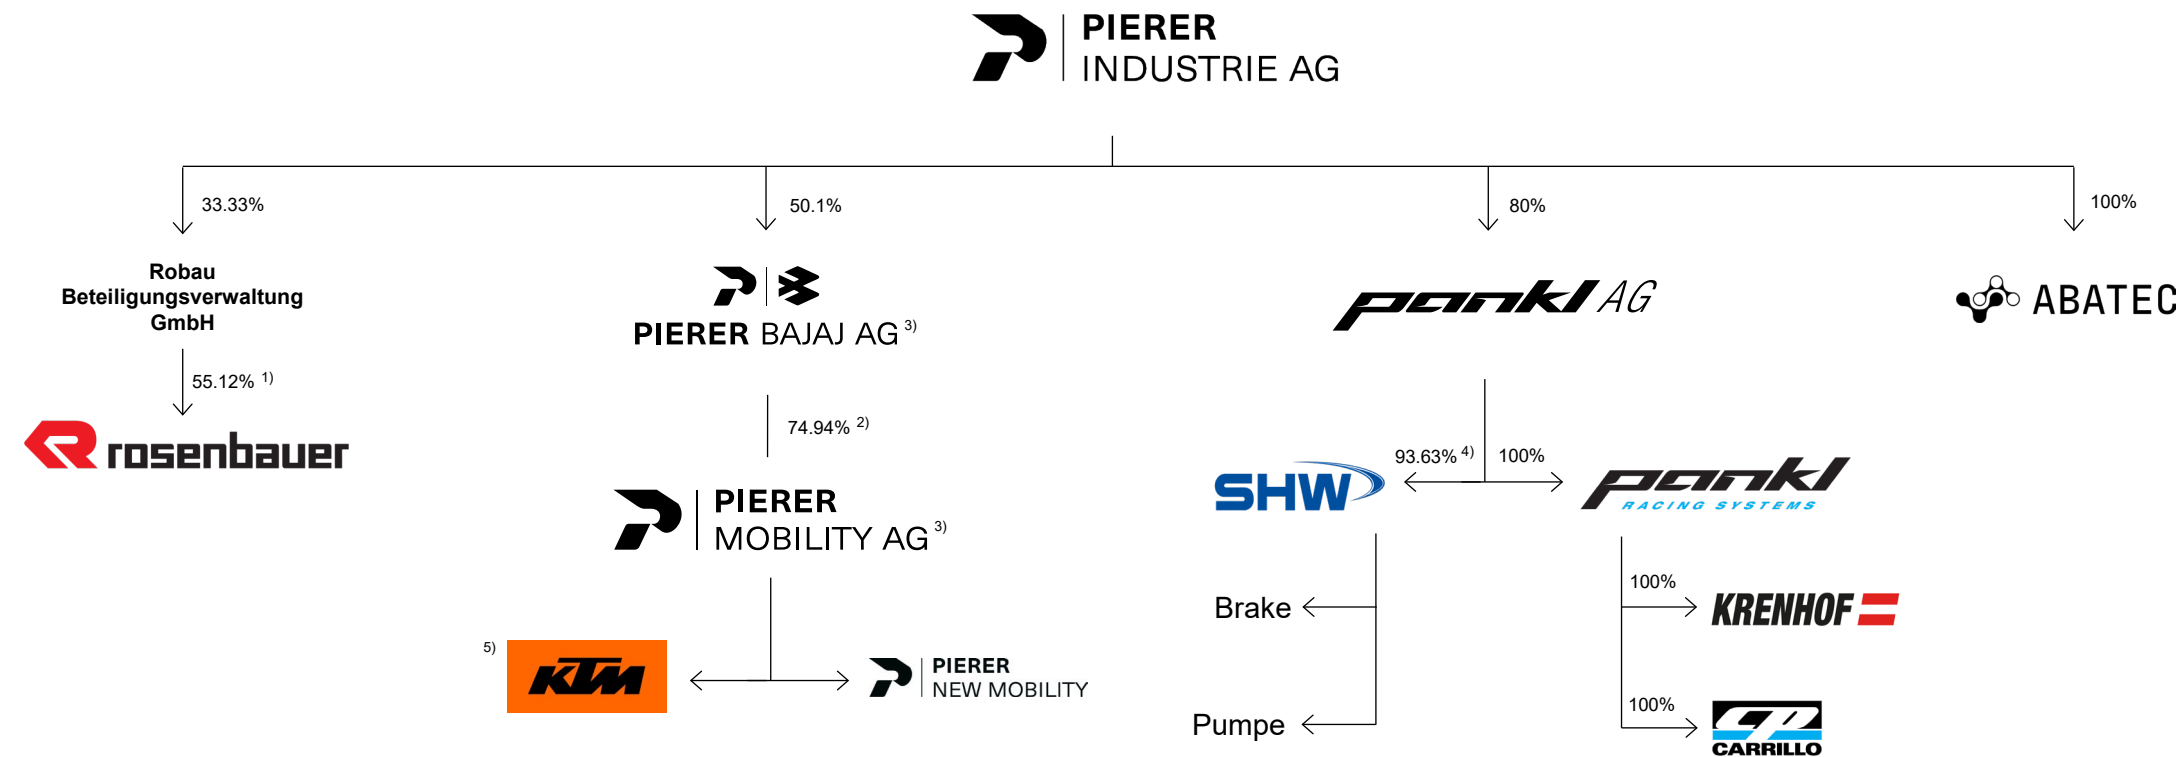 PIERER
INDUSTRIE AG
33.33%
50.1%
80%
100%
Robau
Beteiligungsverwaltung
GmbH
PIERER BAJAJ AG 3)
pankl AG
ABATEC
55.12% 1)
rosenbauer
74.94% 2)
PIERER
MOBILITY AG 3)
93.63% 4)
100%
SHW
pankl
RACING SYSTEMS
5)
KTM
PIERER
NEW MOBILITY
Brake
Pumpe
100%
KRENHOF
100%
CP
CARRILLO